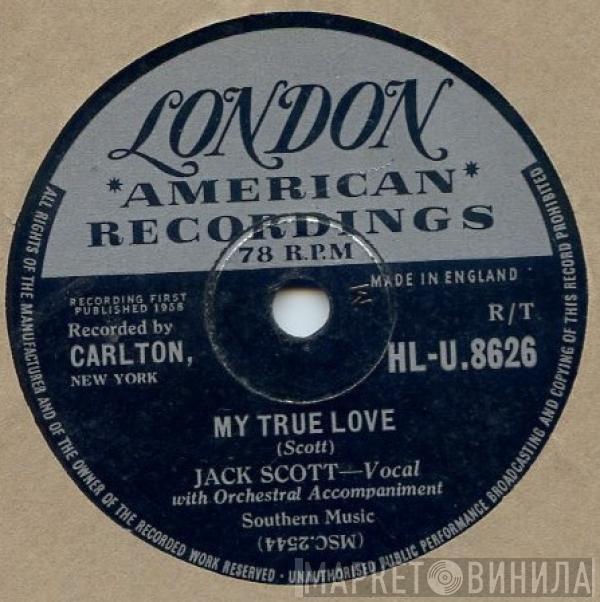 LONDON
*AMERICAN*
RECORDINGS
78 R.P.M
M
MADE IN ENGLAND
RECORDING FIRST
PUBLISHED 1958
Recorded by
CARLTON,
NEW YORK
R/T
HL-U.8626
MY TRUE LOVE
(Scott)
JACK SCOTT—Vocal
with Orchestral Accompaniment
Southern Music
(MSC.2544)
ALL RIGHTS OF THE MANUFACTURER AND OF THE OWNER OF THE RECORDED WORK RESERVED · UNAUTHORISED PUBLIC PERFORMANCE BROADCASTING AND COPYING OF THIS RECORD PROHIBITED
МАРКЕТ ВИНИЛА